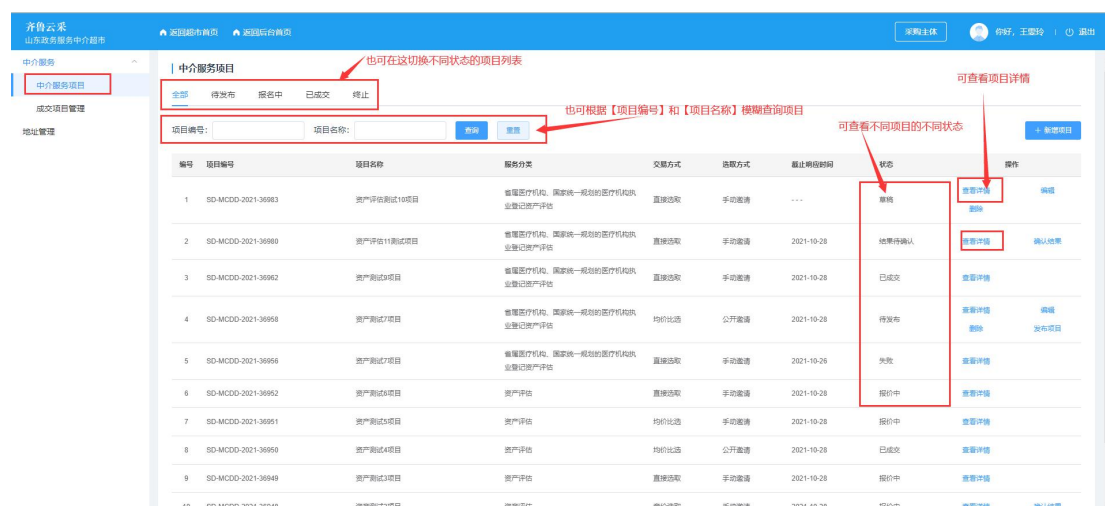 齐鲁云采
山东政务服务中介超市
返回超市首页 返回后台首页 采购主体 你好，王雪玲 | 退出
中介服务
中介服务项目
成交项目管理
地址管理
中介服务项目
也可在这切换不同状态的项目列表
可查看项目详情
全部 待发布 报名中 已成交 终止
也可根据【项目编号】和【项目名称】模糊查询项目
可查看不同项目的不同状态
项目编号： 项目名称： 查询 重置 + 新增项目
编号 项目编号 项目名称 服务分类 交易方式 选取方式 截止响应时间 状态 操作
1 SD-MCDD-2021-36983 资产评估测试10项目 省属医疗机构、国家统一规划的医疗机构执业登记资产评估 直接选取 手动邀请 --- 草稿 查看详情 编辑 删除
2 SD-MCDD-2021-36980 资产评估11测试项目 省属医疗机构、国家统一规划的医疗机构执业登记资产评估 直接选取 手动邀请 2021-10-28 结果待确认 查看详情 确认结果
3 SD-MCDD-2021-36962 资产测试9项目 省属医疗机构、国家统一规划的医疗机构执业登记资产评估 直接选取 手动邀请 2021-10-28 已成交 查看详情
4 SD-MCDD-2021-36958 资产测试7项目 省属医疗机构、国家统一规划的医疗机构执业登记资产评估 均价比选 公开邀请 2021-10-28 待发布 查看详情 编辑 删除 发布项目
5 SD-MCDD-2021-36956 资产测试7项目 省属医疗机构、国家统一规划的医疗机构执业登记资产评估 直接选取 手动邀请 2021-10-26 失败 查看详情
6 SD-MCDD-2021-36952 资产测试6项目 资产评估 直接选取 手动邀请 2021-10-28 报价中 查看详情
7 SD-MCDD-2021-36951 资产测试5项目 资产评估 均价比选 手动邀请 2021-10-28 报价中 查看详情
8 SD-MCDD-2021-36950 资产测试4项目 资产评估 均价比选 公开邀请 2021-10-28 已成交 查看详情
9 SD-MCDD-2021-36949 资产测试3项目 资产评估 直接选取 手动邀请 2021-10-28 报价中 查看详情